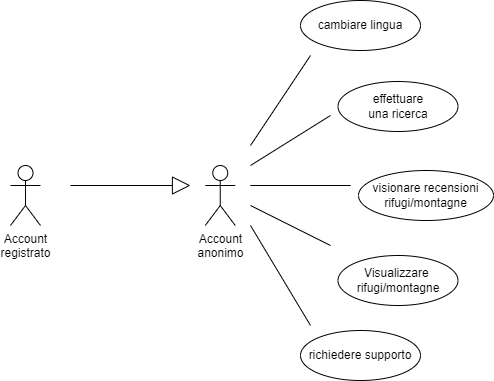 cambiare lingua
effettuare
una ricerca
visionare recensioni
rifugi/montagne
Account
registrato
Account
anonimo
Visualizzare
rifugi/montagne
richiedere supporto